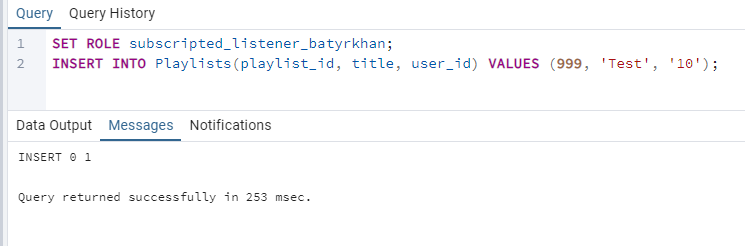 Query Query History
1 SET ROLE subscripted_listener_batyrkhan;
2 INSERT INTO Playlists(playlist_id, title, user_id) VALUES (999, 'Test', '10');
Data Output Messages Notifications
INSERT 0 1
Query returned successfully in 253 msec.